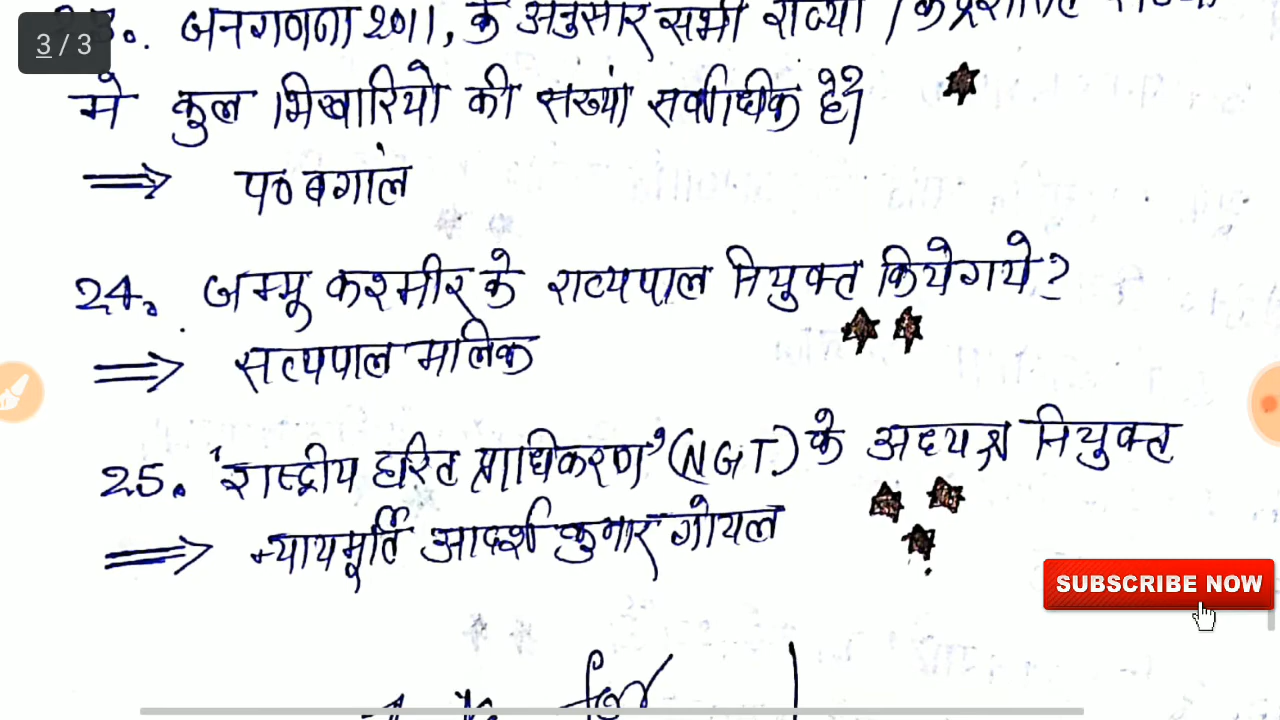 3 / 3
जनगणना 2011, के अनुसार सभी राज्यो /
मे कुल भिखारियो की सख्यां सर्वाधिक है?
⇒ प० बगालं
24. जम्मू कश्मीर के राज्यपाल नियुक्त किये गये?
⇒ सत्यपाल मालिक
25. 'राष्ट्रीय हरित प्राधिकरण' (NGT.) के अध्यक्ष नियुक्त
⇒ न्यायमूर्ति आदर्श कुमार गोयल
SUBSCRIBE NOW